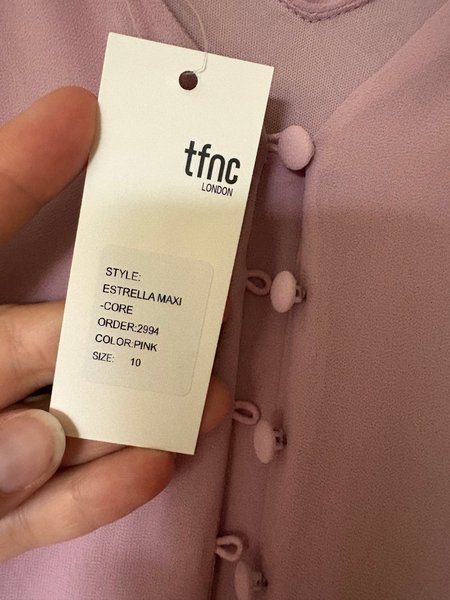 tfnc
LONDON
STYLE:
ESTRELLA MAXI
-CORE
ORDER:2994
COLOR:PINK
SIZE: 10